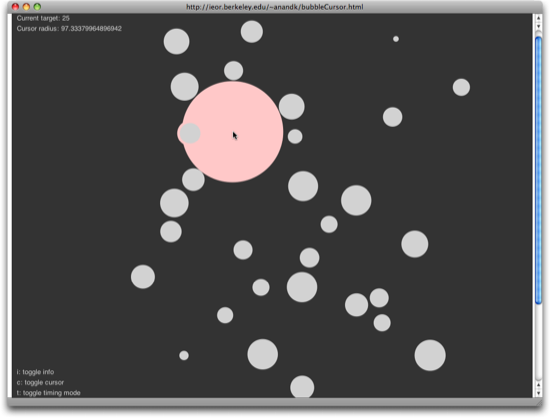 http://ieor.berkeley.edu/~anandk/bubbleCursor.html
Current target: 25
Cursor radius: 97.33379964896942
i: toggle info
c: toggle cursor
t: toggle timing mode